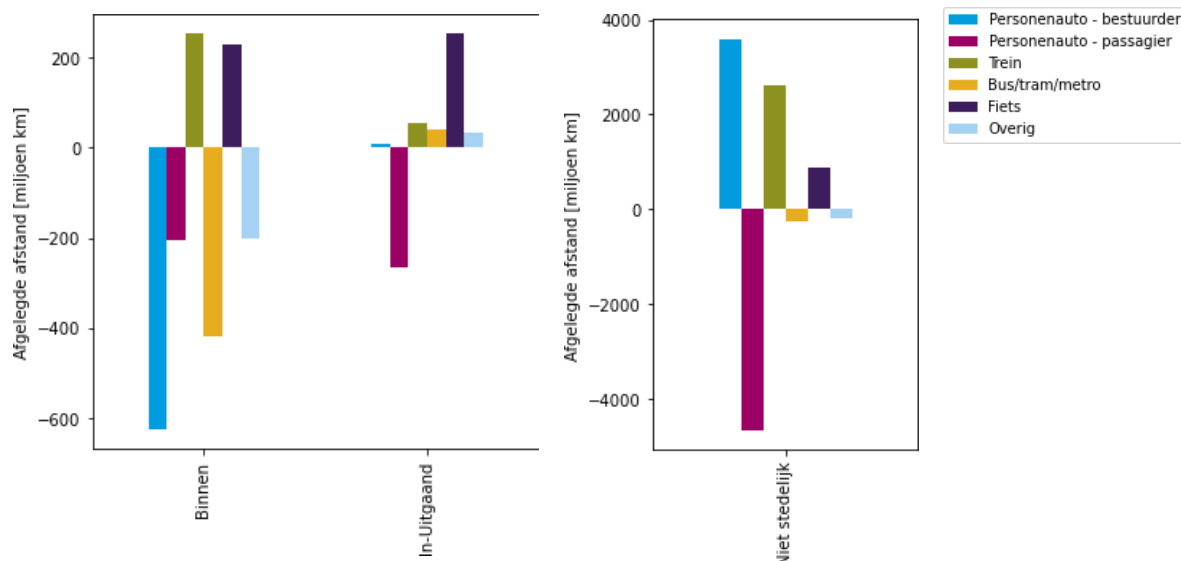 Afgelegde afstand [miljoen km]
200
0
−200
−400
−600
Binnen
In-Uitgaand
Afgelegde afstand [miljoen km]
4000
2000
0
−2000
−4000
Niet stedelijk
Personenauto - bestuurder
Personenauto - passagier
Trein
Bus/tram/metro
Fiets
Overig